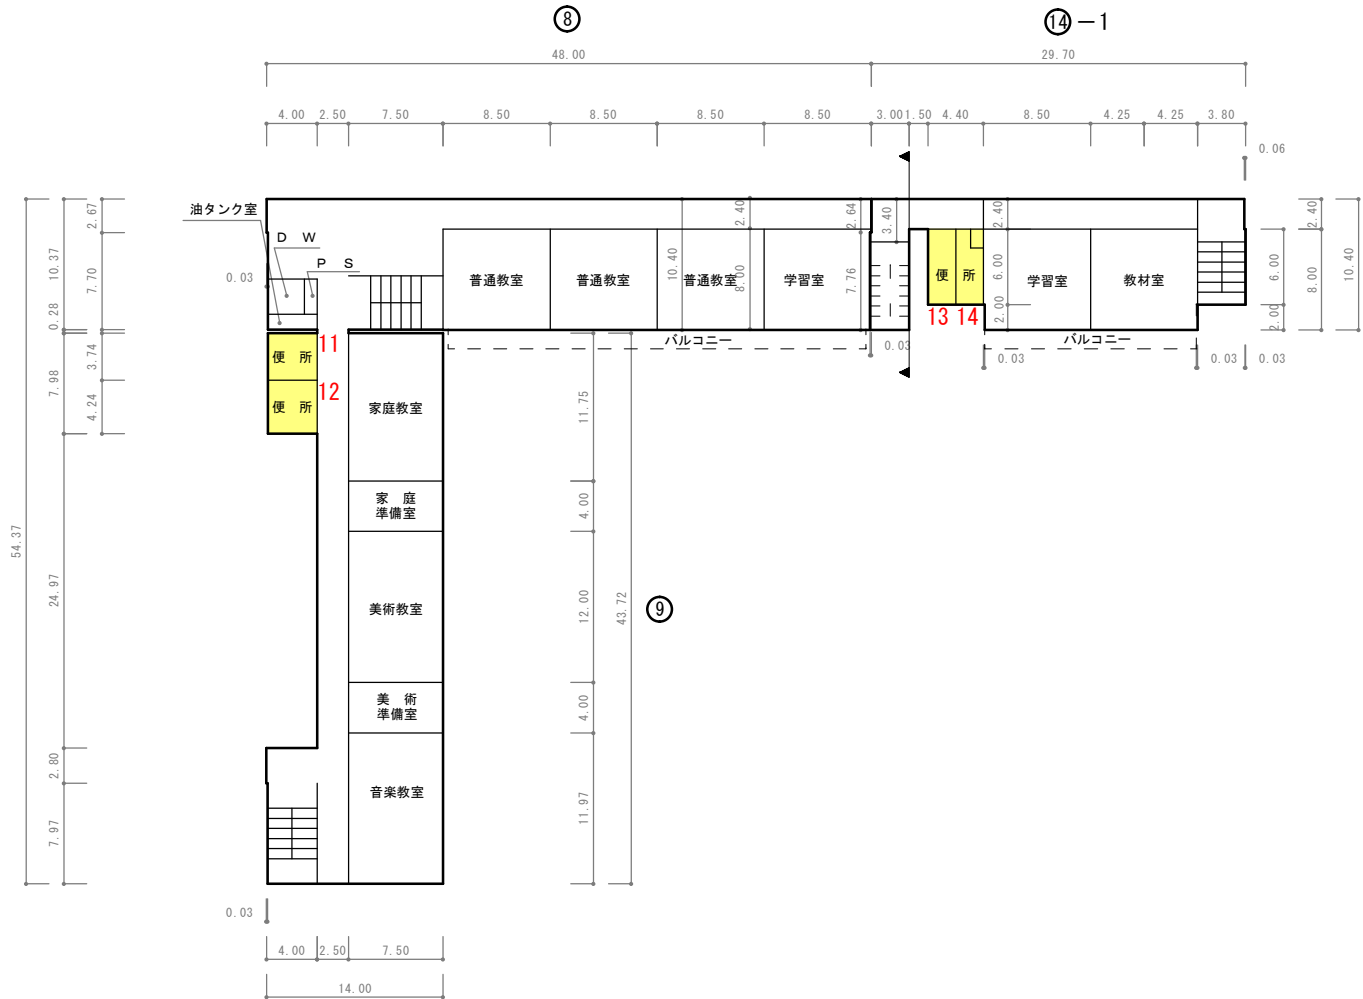 ⑧
⑭－1
48.00
29.70
4.00 2.50 7.50 8.50 8.50 8.50 8.50 3.00 1.50 4.40 8.50 4.25 4.25 3.80
0.06
油タンク室
D W
P S
0.03
普通教室
普通教室
普通教室
学習室
便 所
学習室
教材室
10.40
2.40
8.00
2.64
7.76
3.40
2.40
6.00
2.00
2.40
6.00
8.00
2.00
10.40
13 14
バルコニー
バルコニー
0.03
0.03
0.03
0.03
54.37
10.37
0.28
7.98
24.97
2.80
7.97
2.67
7.70
3.74
4.24
便 所
11
便 所
12
家庭教室
家 庭
準備室
美術教室
美 術
準備室
音楽教室
11.75
4.00
12.00
4.00
11.97
43.72
⑨
0.03
4.00 2.50 7.50
14.00